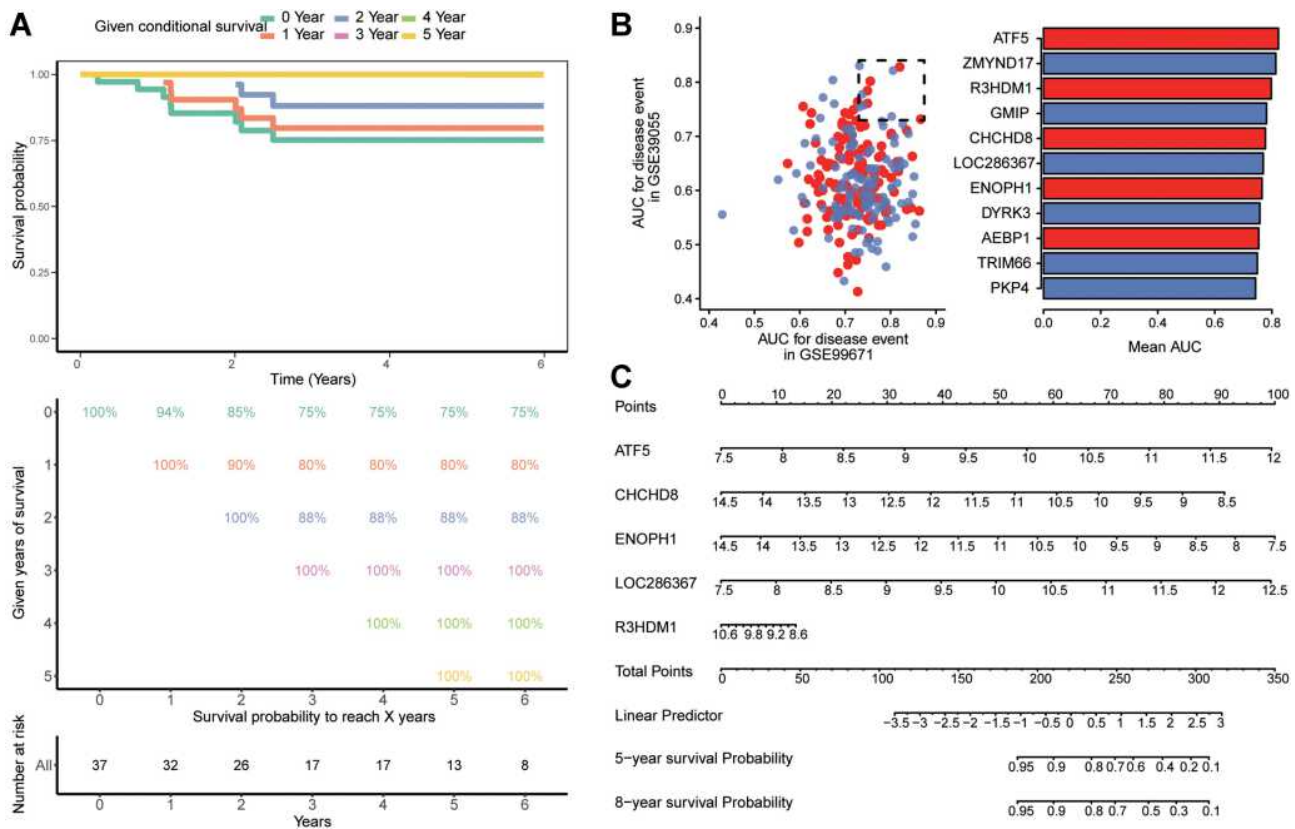 A
Given conditional survival
0 Year 2 Year 4 Year
1 Year 3 Year 5 Year
Survival probability
1.00
0.75
0.50
0.25
0.00
0 2 4 6
Time (Years)
Given years of survival
0 100% 94% 85% 75% 75% 75% 75%
1 100% 90% 80% 80% 80% 80%
2 100% 88% 88% 88% 88%
3 100% 100% 100% 100%
4 100% 100% 100%
5 100% 100%
0 1 2 3 4 5 6
Survival probability to reach X years
Number at risk
All 37 32 26 17 17 13 8
0 1 2 3 4 5 6
Years
B
AUC for disease event
in GSE39055
0.9
0.8
0.7
0.6
0.5
0.4
0.4 0.5 0.6 0.7 0.8 0.9
AUC for disease event
in GSE99671
ATF5
ZMYND17
R3HDM1
GMIP
CHCHD8
LOC286367
ENOPH1
DYRK3
AEBP1
TRIM66
PKP4
0.0 0.2 0.4 0.6 0.8
Mean AUC
C
Points
0 10 20 30 40 50 60 70 80 90 100
ATF5
7.5 8 8.5 9 9.5 10 10.5 11 11.5 12
CHCHD8
14.5 14 13.5 13 12.5 12 11.5 11 10.5 10 9.5 9 8.5
ENOPH1
14.5 14 13.5 13 12.5 12 11.5 11 10.5 10 9.5 9 8.5 8 7.5
LOC286367
7.5 8 8.5 9 9.5 10 10.5 11 11.5 12 12.5
R3HDM1
10.6 9.8 9.2 8.6
Total Points
0 50 100 150 200 250 300 350
Linear Predictor
−3.5 −3 −2.5 −2 −1.5 −1 −0.5 0 0.5 1 1.5 2 2.5 3
5−year survival Probability
0.95 0.9 0.8 0.7 0.6 0.4 0.2 0.1
8−year survival Probability
0.95 0.9 0.8 0.7 0.5 0.3 0.1